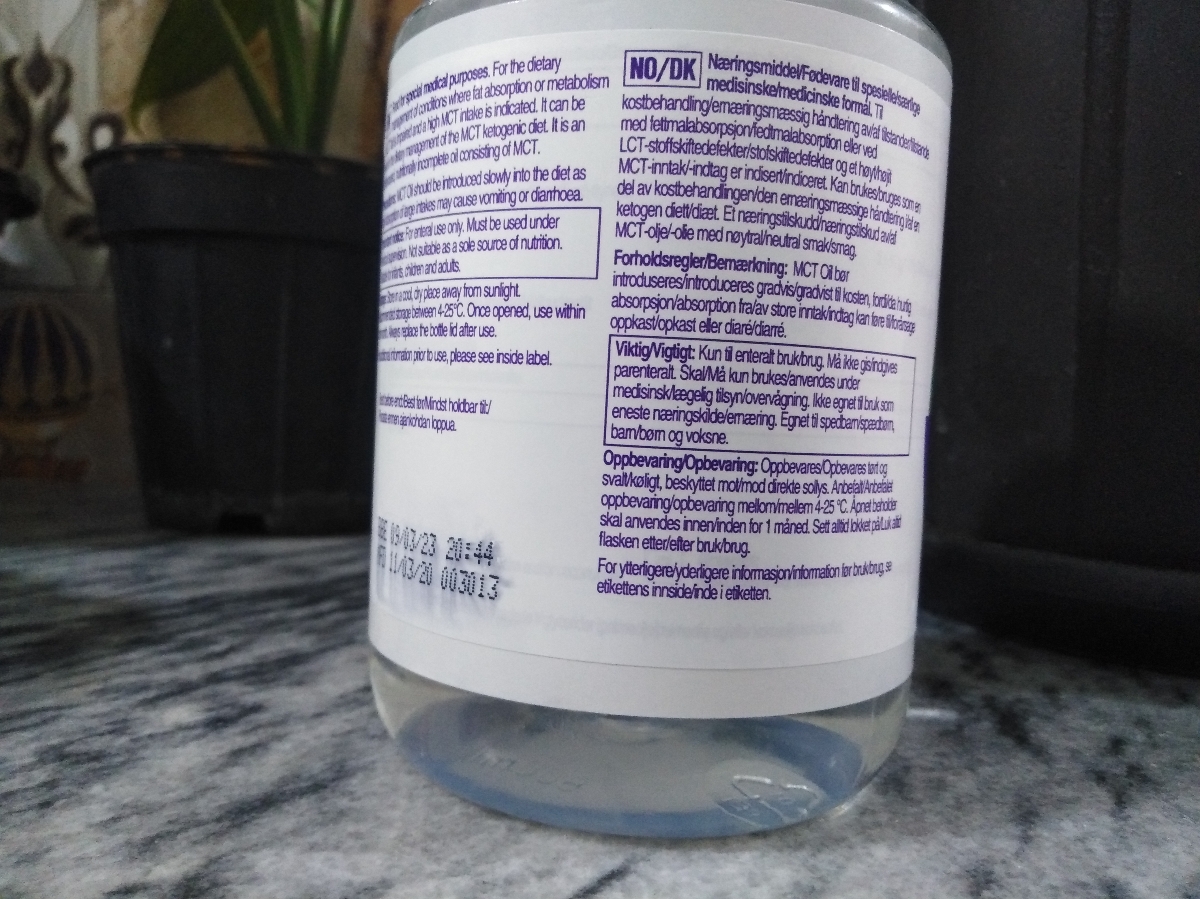 for special medical purposes. For the dietary
of conditions where fat absorption or metabolism
and a high MCT intake is indicated. It can be
management of the MCT ketogenic diet. It is an
incomplete oil consisting of MCT.
MCT Oil should be introduced slowly into the diet as
of large intakes may cause vomiting or diarrhoea.
For enteral use only. Must be used under
Not suitable as a sole source of nutrition.
infants, children and adults.
in a cool, dry place away from sunlight.
storage between 4-25°C. Once opened, use within
Always replace the bottle lid after use.
information prior to use, please see inside label.
before end/Best før/Mindst holdbar til:/
ennen ajankohdan loppua.
BBE 09/03/23 20:44
11/03/20 003013
NO/DK
Næringsmiddel/Fødevare til spesielle/særlige
medisinske/medicinske formål. Til
kostbehandling/ernæringsmæssig håndtering av/af tilstander/tilstande
med fettmalabsorpsjon/fedtmalabsorption eller ved
LCT-stoffskiftedefekter/stofskiftedefekter og et høyt/højt
MCT-inntak/-indtag er indisert/indiceret. Kan brukes/bruges som en
del av kostbehandlingen/den ernæringsmæssige håndtering i/af en
ketogen diett/diæt. Et næringstilskudd/næringstilskud av/af
MCT-olje/-olie med nøytral/neutral smak/smag.
Forholdsregler/Bemærkning: MCT Oil bør
introduseres/introduceres gradvis/gradvist til kosten, fordi/da hurtig
absorpsjon/absorption fra/av store inntak/indtag kan føre til/forårsage
oppkast/opkast eller diaré/diarré.
Viktig/Vigtigt: Kun til enteralt bruk/brug. Må ikke gis/indgives
parenteralt. Skal/Må kun brukes/anvendes under
medisinsk/lægelig tilsyn/overvågning. Ikke egnet til bruk som
eneste næringskilde/ernæring. Egnet til spedbarn/spædbørn,
barn/børn og voksne.
Oppbevaring/Opbevaring: Oppbevares/Opbevares tørt og
svalt/køligt, beskyttet mot/mod direkte sollys. Anbefalt/Anbefalet
oppbevaring/opbevaring mellom/mellem 4-25 °C. Åpnet beholder
skal anvendes innen/inden for 1 måned. Sett alltid lokket på/Luk altid
flasken etter/efter bruk/brug.
For ytterligere/yderligere informasjon/information før bruk/brug, se
etikettens innside/inde i etiketten.